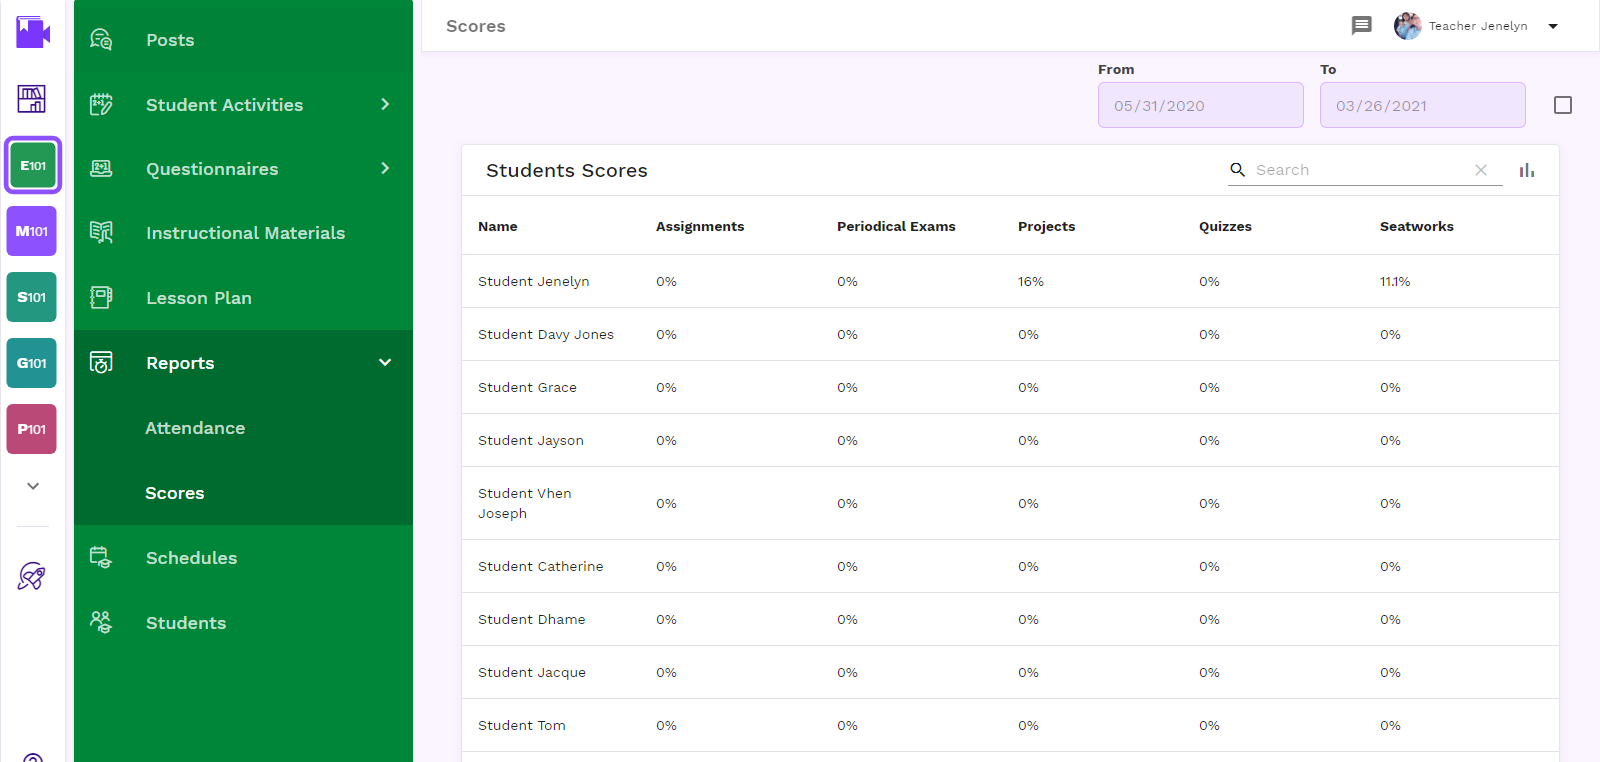 E101
M101
S101
G101
P101
Posts
Student Activities
2+1
Questionnaires
2+1
Instructional Materials
Lesson Plan
Reports
Attendance
Scores
Schedules
Students
Scores
Teacher Jenelyn
From To
05/31/2020 03/26/2021
Students Scores
Search
Name Assignments Periodical Exams Projects Quizzes Seatworks
Student Jenelyn 0% 0% 16% 0% 11.1%
Student Davy Jones 0% 0% 0% 0% 0%
Student Grace 0% 0% 0% 0% 0%
Student Jayson 0% 0% 0% 0% 0%
Student Vhen
Joseph 0% 0% 0% 0% 0%
Student Catherine 0% 0% 0% 0% 0%
Student Dhame 0% 0% 0% 0% 0%
Student Jacque 0% 0% 0% 0% 0%
Student Tom 0% 0% 0% 0% 0%